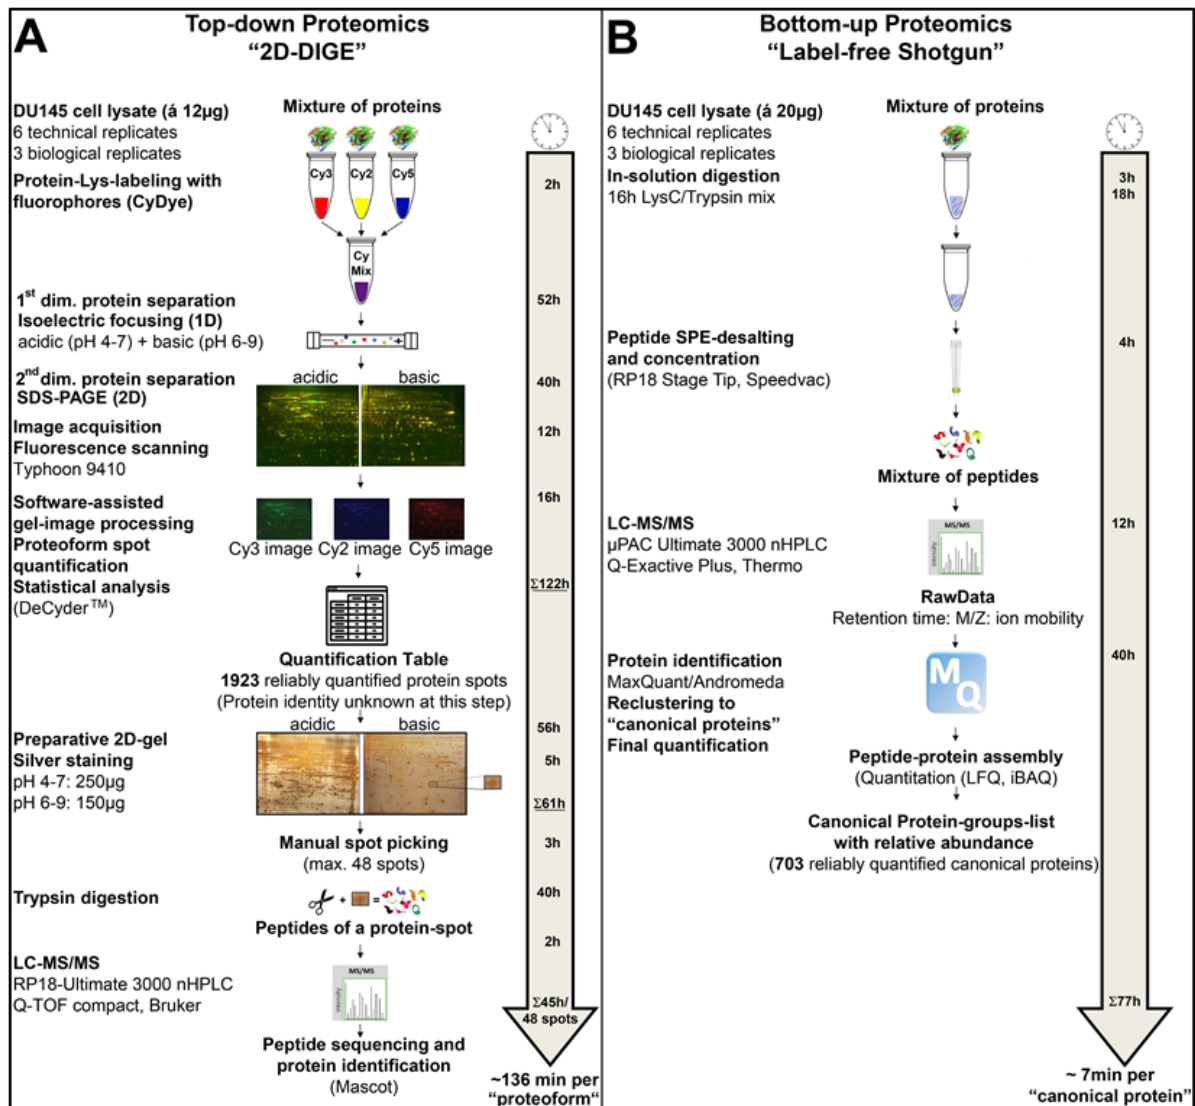 A
Top-down Proteomics
“2D-DIGE”
DU145 cell lysate (á 12µg)
6 technical replicates
3 biological replicates
Protein-Lys-labeling with
fluorophores (CyDye)
Mixture of proteins
Cy3
Cy2
Cy5
Cy
Mix
2h
1st dim. protein separation
Isoelectric focusing (1D)
acidic (pH 4-7) + basic (pH 6-9)
52h
2nd dim. protein separation
SDS-PAGE (2D)
acidic
basic
40h
Image acquisition
Fluorescence scanning
Typhoon 9410
12h
Software-assisted
gel-image processing
Proteoform spot
quantification
Statistical analysis
(DeCyder™)
Cy3 image
Cy2 image
Cy5 image
16h
Σ122h
Quantification Table
1923 reliably quantified protein spots
(Protein identity unknown at this step)
acidic
basic
Preparative 2D-gel
Silver staining
pH 4-7: 250µg
pH 6-9: 150µg
56h
5h
Σ61h
Manual spot picking
(max. 48 spots)
3h
Trypsin digestion
+
=
40h
Peptides of a protein-spot
2h
LC-MS/MS
RP18-Ultimate 3000 nHPLC
Q-TOF compact, Bruker
MS/MS
Intensity
Σ45h/
48 spots
Peptide sequencing and
protein identification
(Mascot)
~136 min per
“proteoform“
B
Bottom-up Proteomics
“Label-free Shotgun”
DU145 cell lysate (á 20µg)
6 technical replicates
3 biological replicates
In-solution digestion
16h LysC/Trypsin mix
Mixture of proteins
3h
18h
Peptide SPE-desalting
and concentration
(RP18 Stage Tip, Speedvac)
4h
Mixture of peptides
LC-MS/MS
µPAC Ultimate 3000 nHPLC
Q-Exactive Plus, Thermo
MS/MS
Intensity
12h
RawData
Retention time: M/Z: ion mobility
Protein identification
MaxQuant/Andromeda
Reclustering to
“canonical proteins”
Final quantification
M
Q
40h
Peptide-protein assembly
(Quantitation (LFQ, iBAQ)
Canonical Protein-groups-list
with relative abundance
(703 reliably quantified canonical proteins)
Σ77h
~ 7min per
“canonical protein”